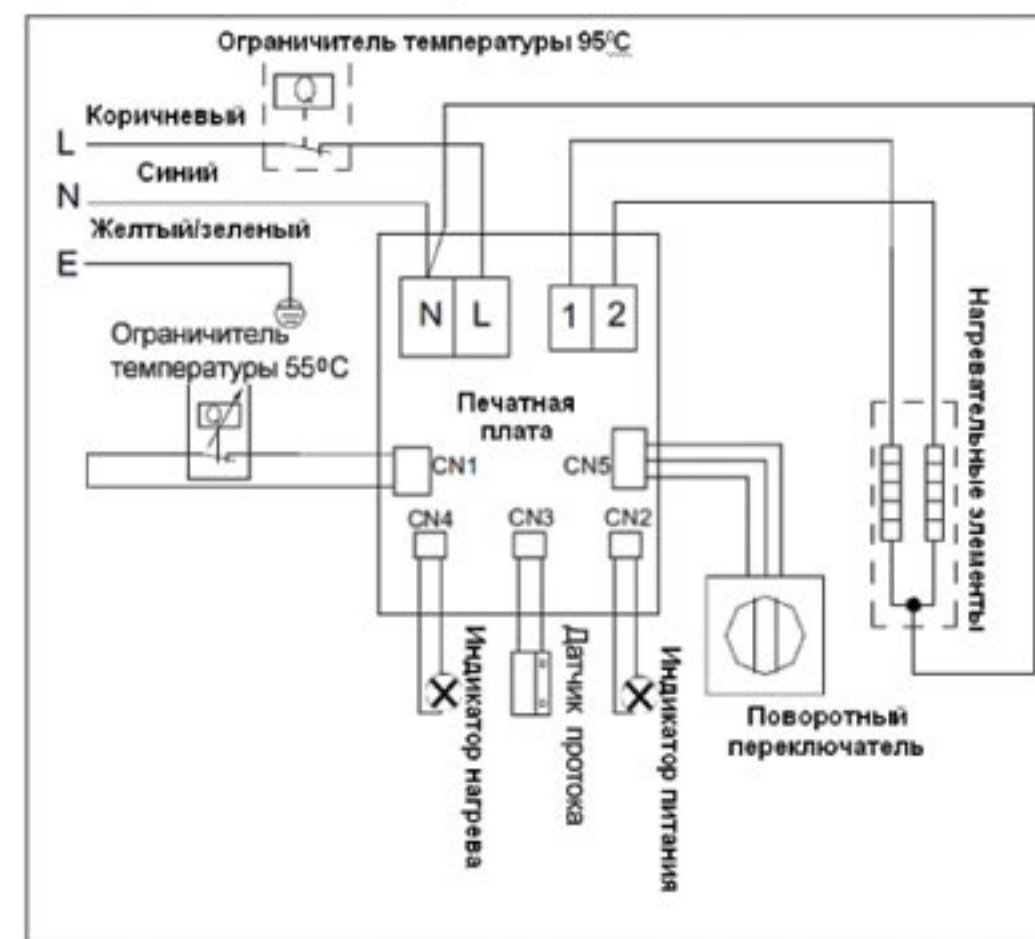 Ограничитель температуры 95°C
Коричневый
L
Синий
N
Желтый/зеленый
E
N L 1 2
Ограничитель
температуры 55°C
Печатная
плата
CN1 CN5
CN4 CN3 CN2
Нагревательные элементы
Индикатор нагрева
Датчик протока
Индикатор питания
Поворотный
переключатель